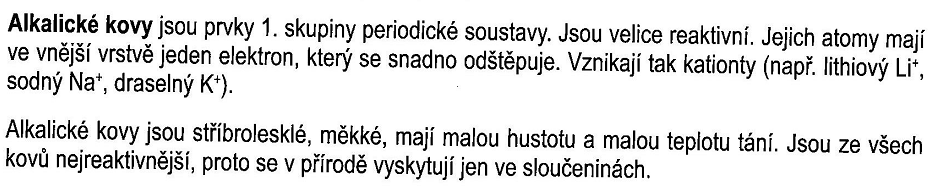 Alkalické kovy jsou prvky 1. skupiny periodické soustavy. Jsou velice reaktivní. Jejich atomy mají
ve vnější vrstvě jeden elektron, který se snadno odštěpuje. Vznikají tak kationty (např. lithiový Li⁺,
sodný Na⁺, draselný K⁺).
Alkalické kovy jsou stříbrolesklé, měkké, mají malou hustotu a malou teplotu tání. Jsou ze všech
kovů nejreaktivnější, proto se v přírodě vyskytují jen ve sloučeninách.